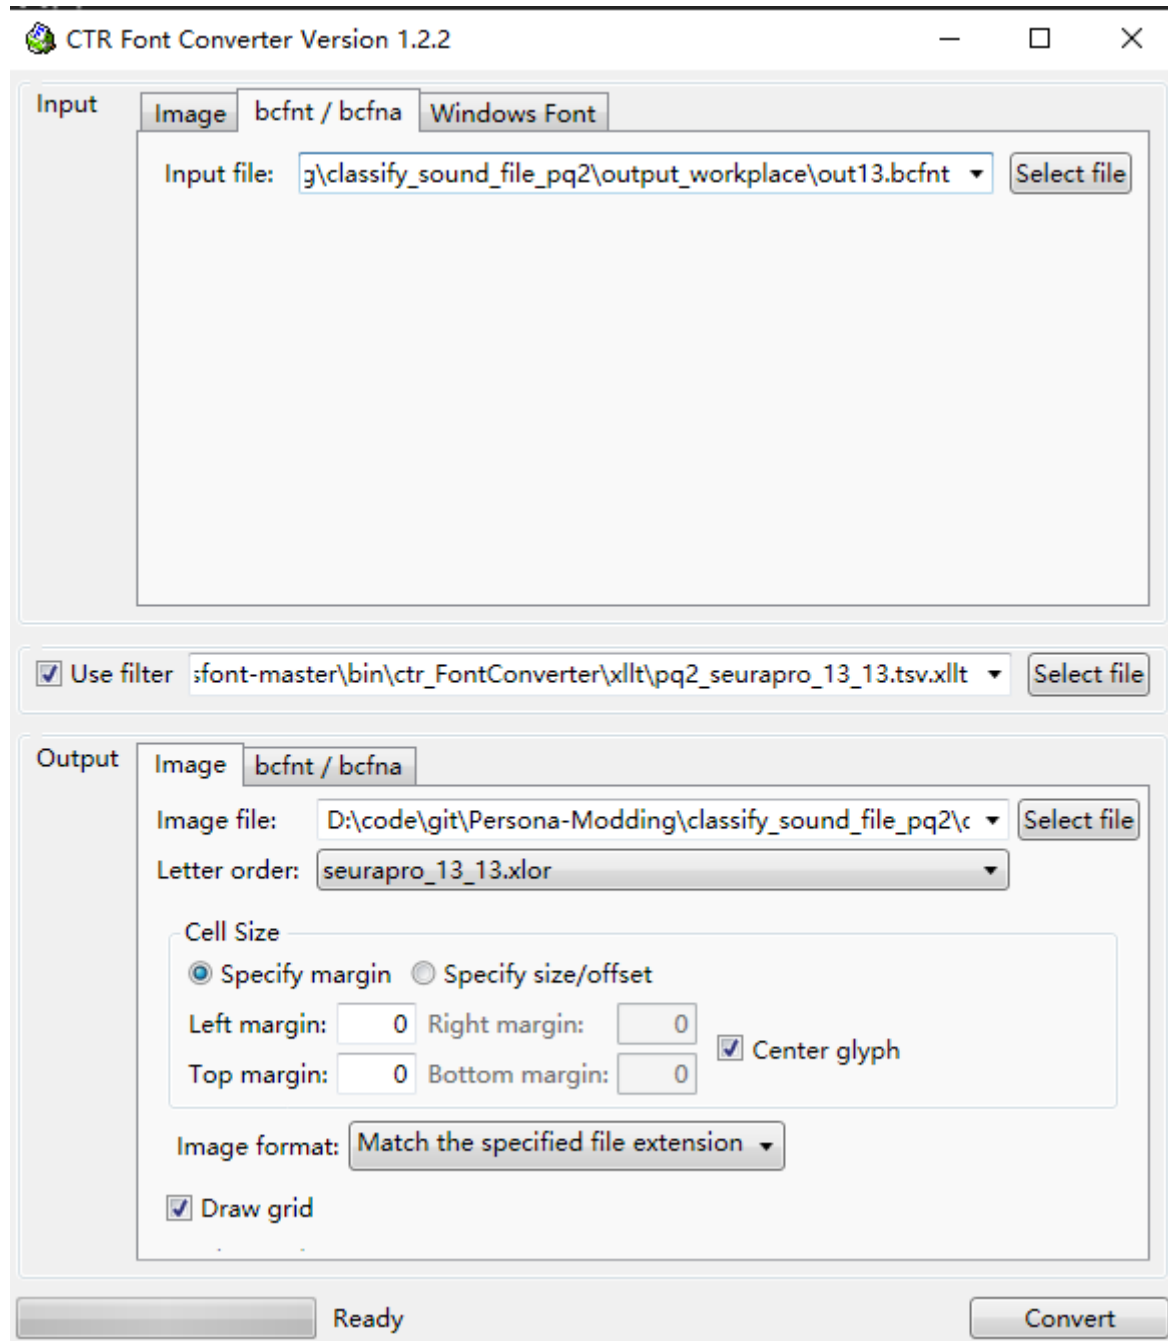 CTR Font Converter Version 1.2.2
Input
Image bcfnt / bcfna Windows Font
Input file: g\classify_sound_file_pq2\output_workplace\out13.bcfnt Select file
Use filter sfont-master\bin\ctr_FontConverter\xllt\pq2_seurapro_13_13.tsv.xllt Select file
Output
Image bcfnt / bcfna
Image file: D:\code\git\Persona-Modding\classify_sound_file_pq2\c Select file
Letter order: seurapro_13_13.xlor
Cell Size
Specify margin Specify size/offset
Left margin: 0 Right margin: 0
Center glyph
Top margin: 0 Bottom margin: 0
Image format: Match the specified file extension
Draw grid
Ready Convert